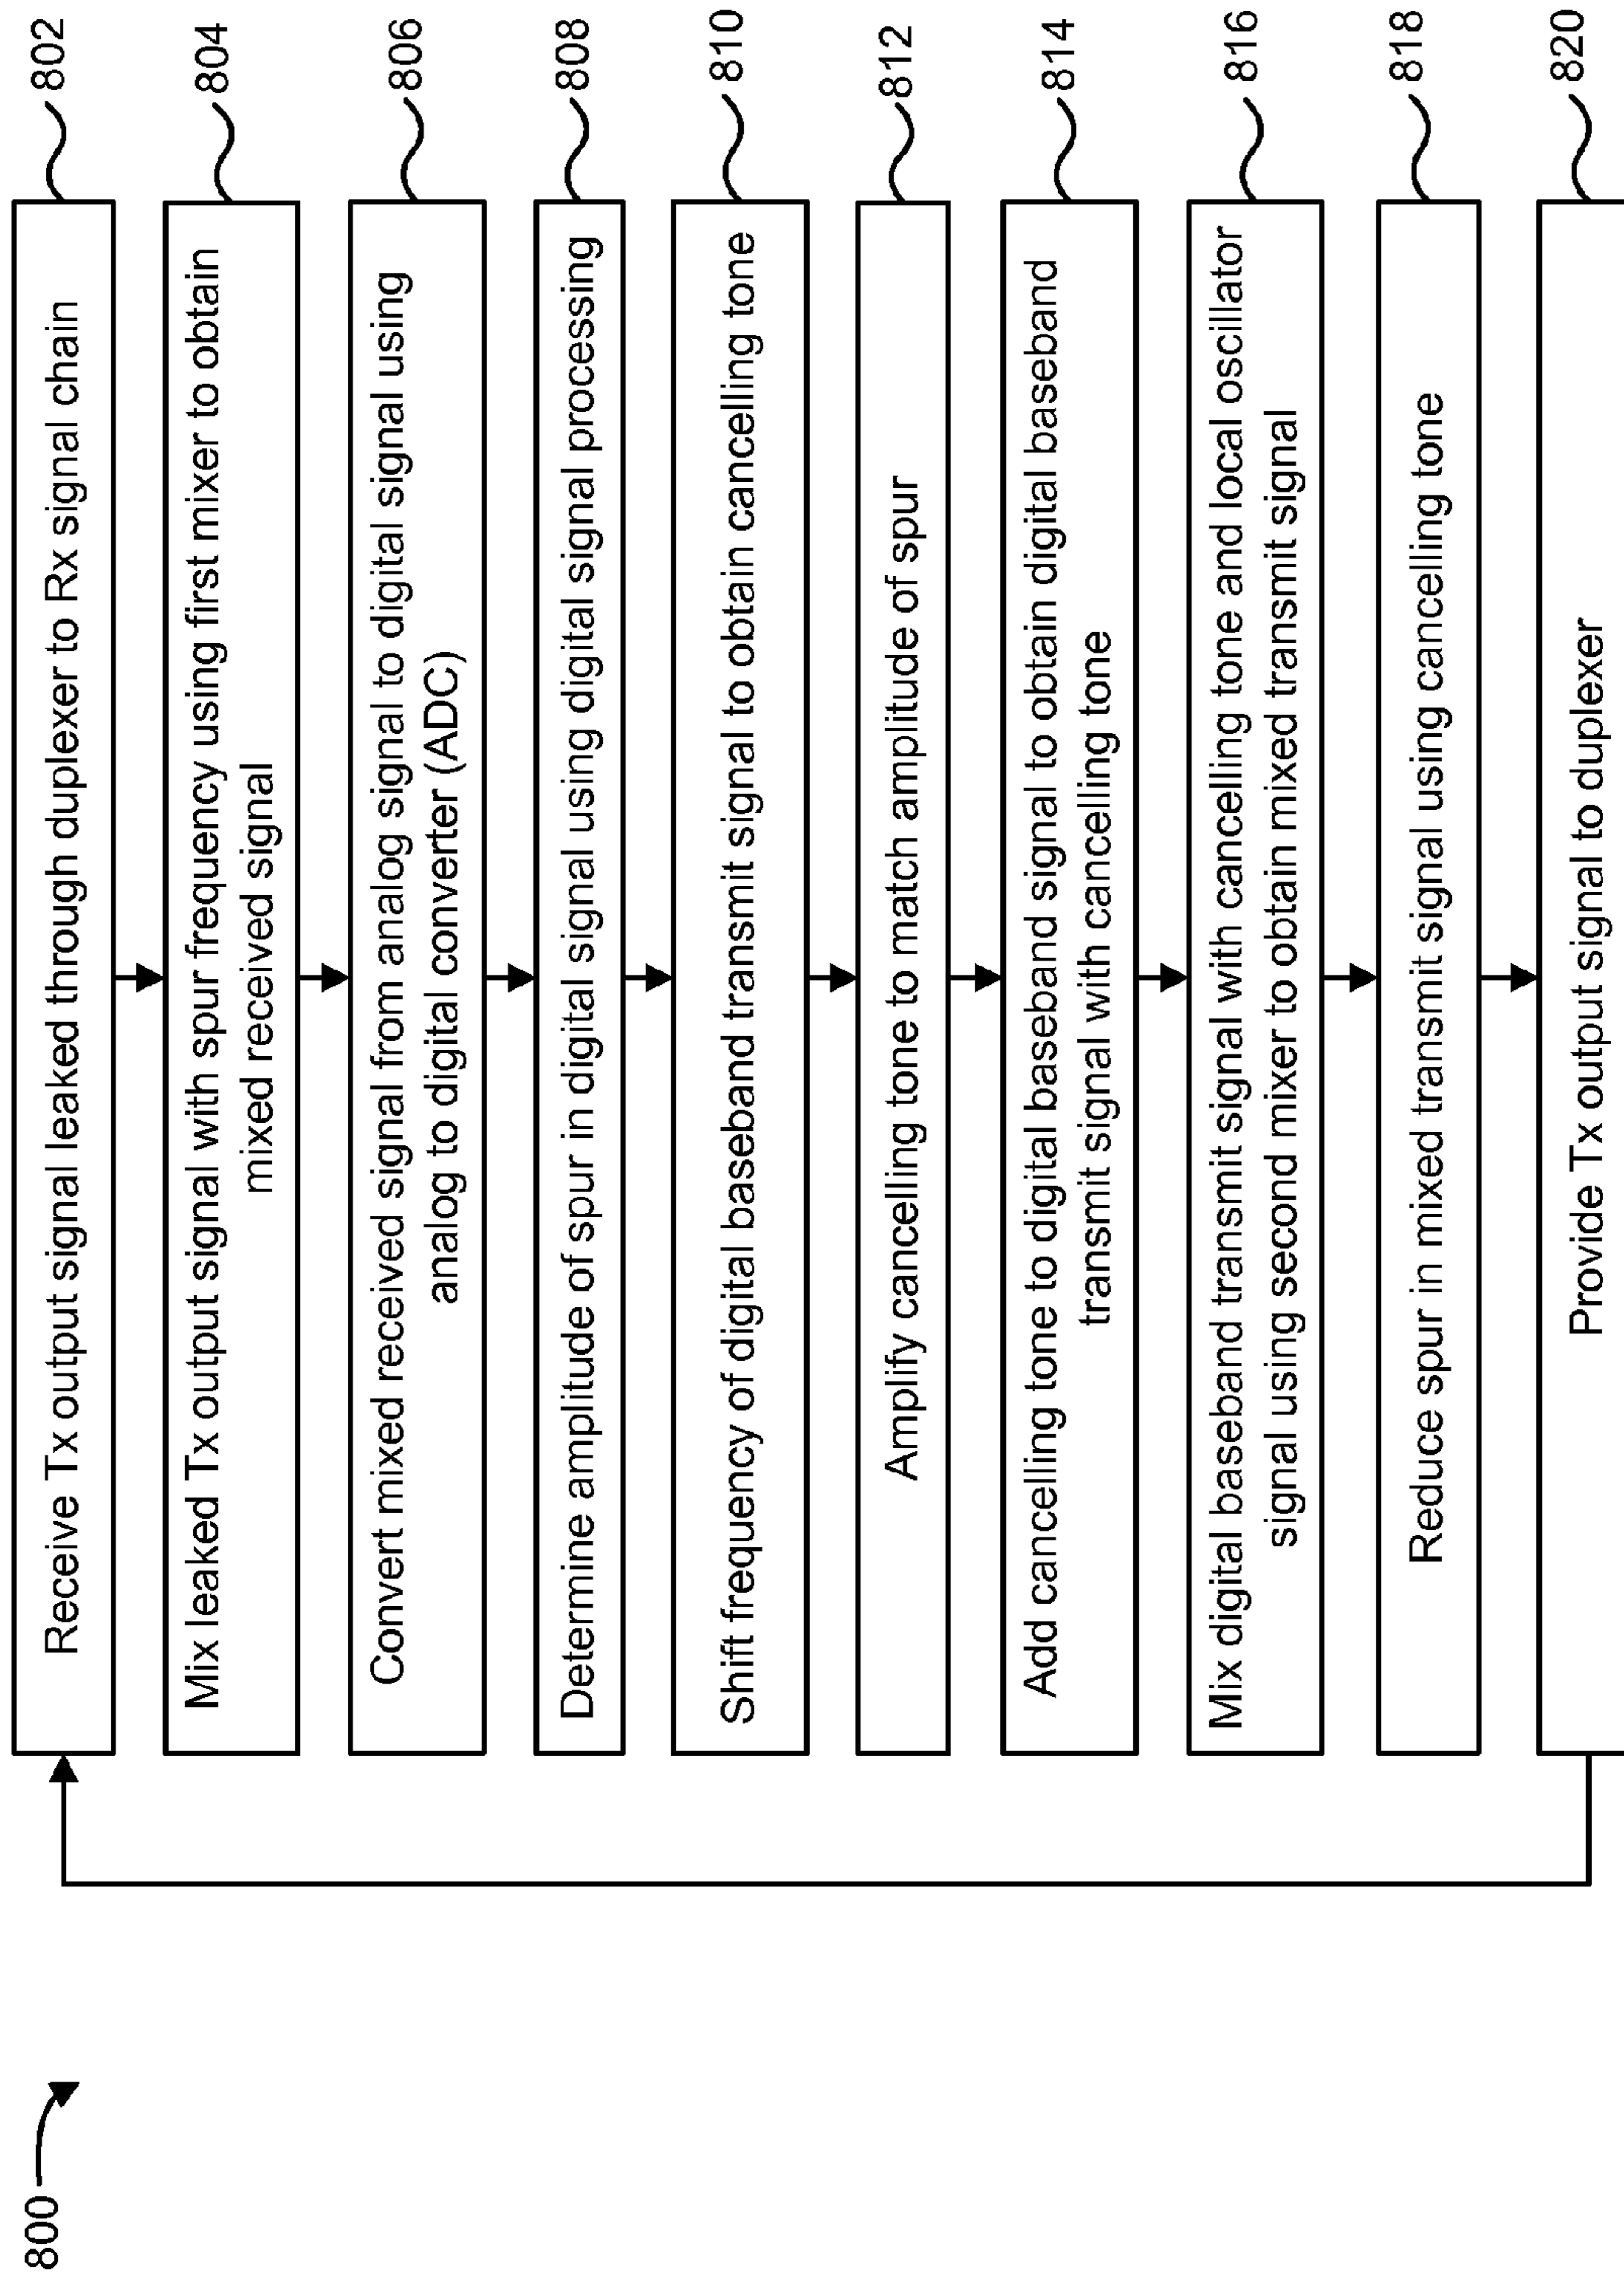 800
Receive Tx output signal leaked through duplexer to Rx signal chain
802
Mix leaked Tx output signal with spur frequency using first mixer to obtain
mixed received signal
804
Convert mixed received signal from analog signal to digital signal using
analog to digital converter (ADC)
806
Determine amplitude of spur in digital signal using digital signal processing
808
Shift frequency of digital baseband transmit signal to obtain cancelling tone
810
Amplify cancelling tone to match amplitude of spur
812
Add cancelling tone to digital baseband signal to obtain digital baseband
transmit signal with cancelling tone
814
Mix digital baseband transmit signal with cancelling tone and local oscillator
signal using second mixer to obtain mixed transmit signal
816
Reduce spur in mixed transmit signal using cancelling tone
818
Provide Tx output signal to duplexer
820